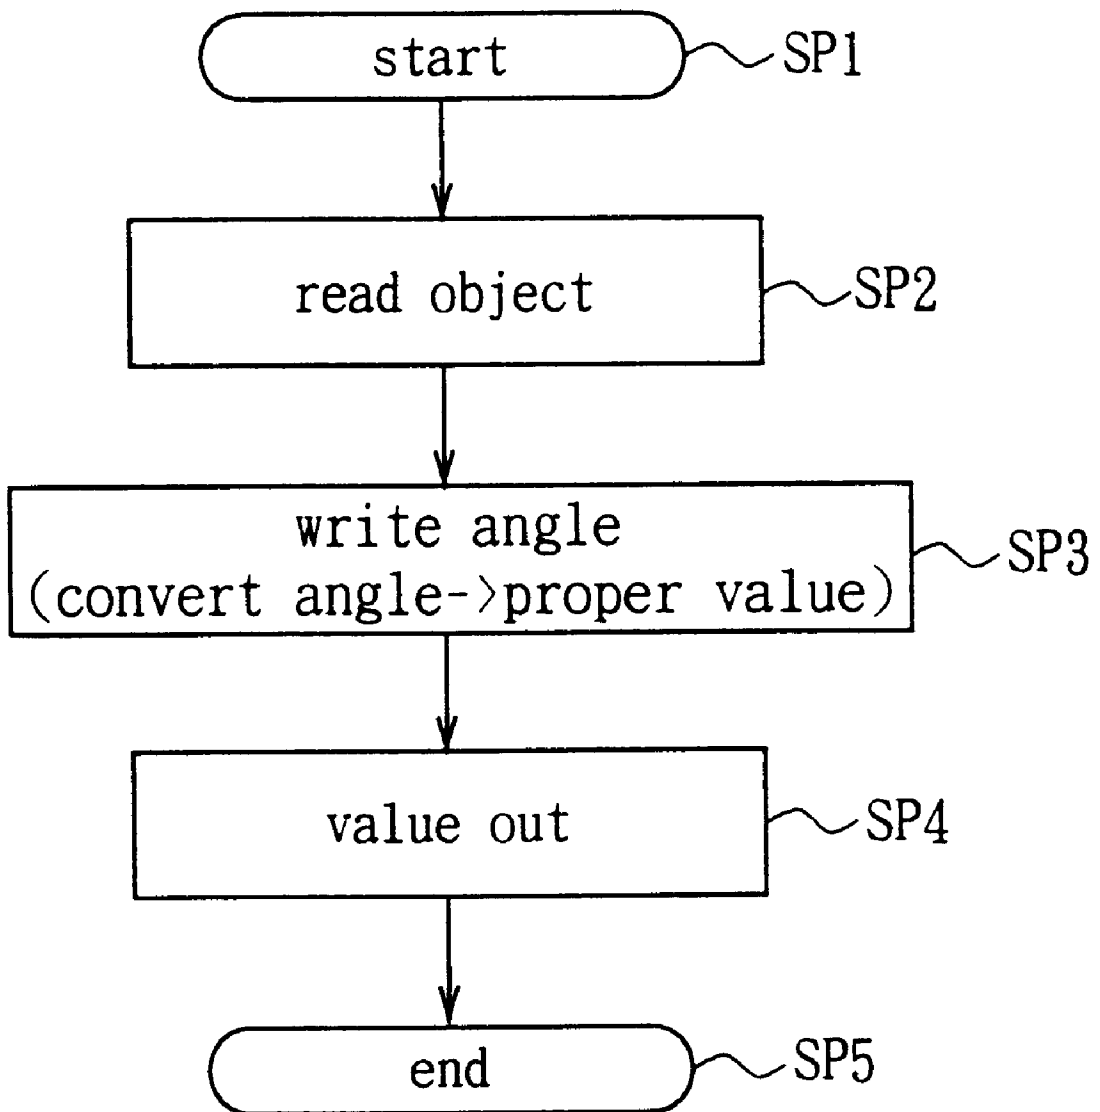 start
SP1
read object
SP2
write angle
(convert angle->proper value)
SP3
value out
SP4
end
SP5